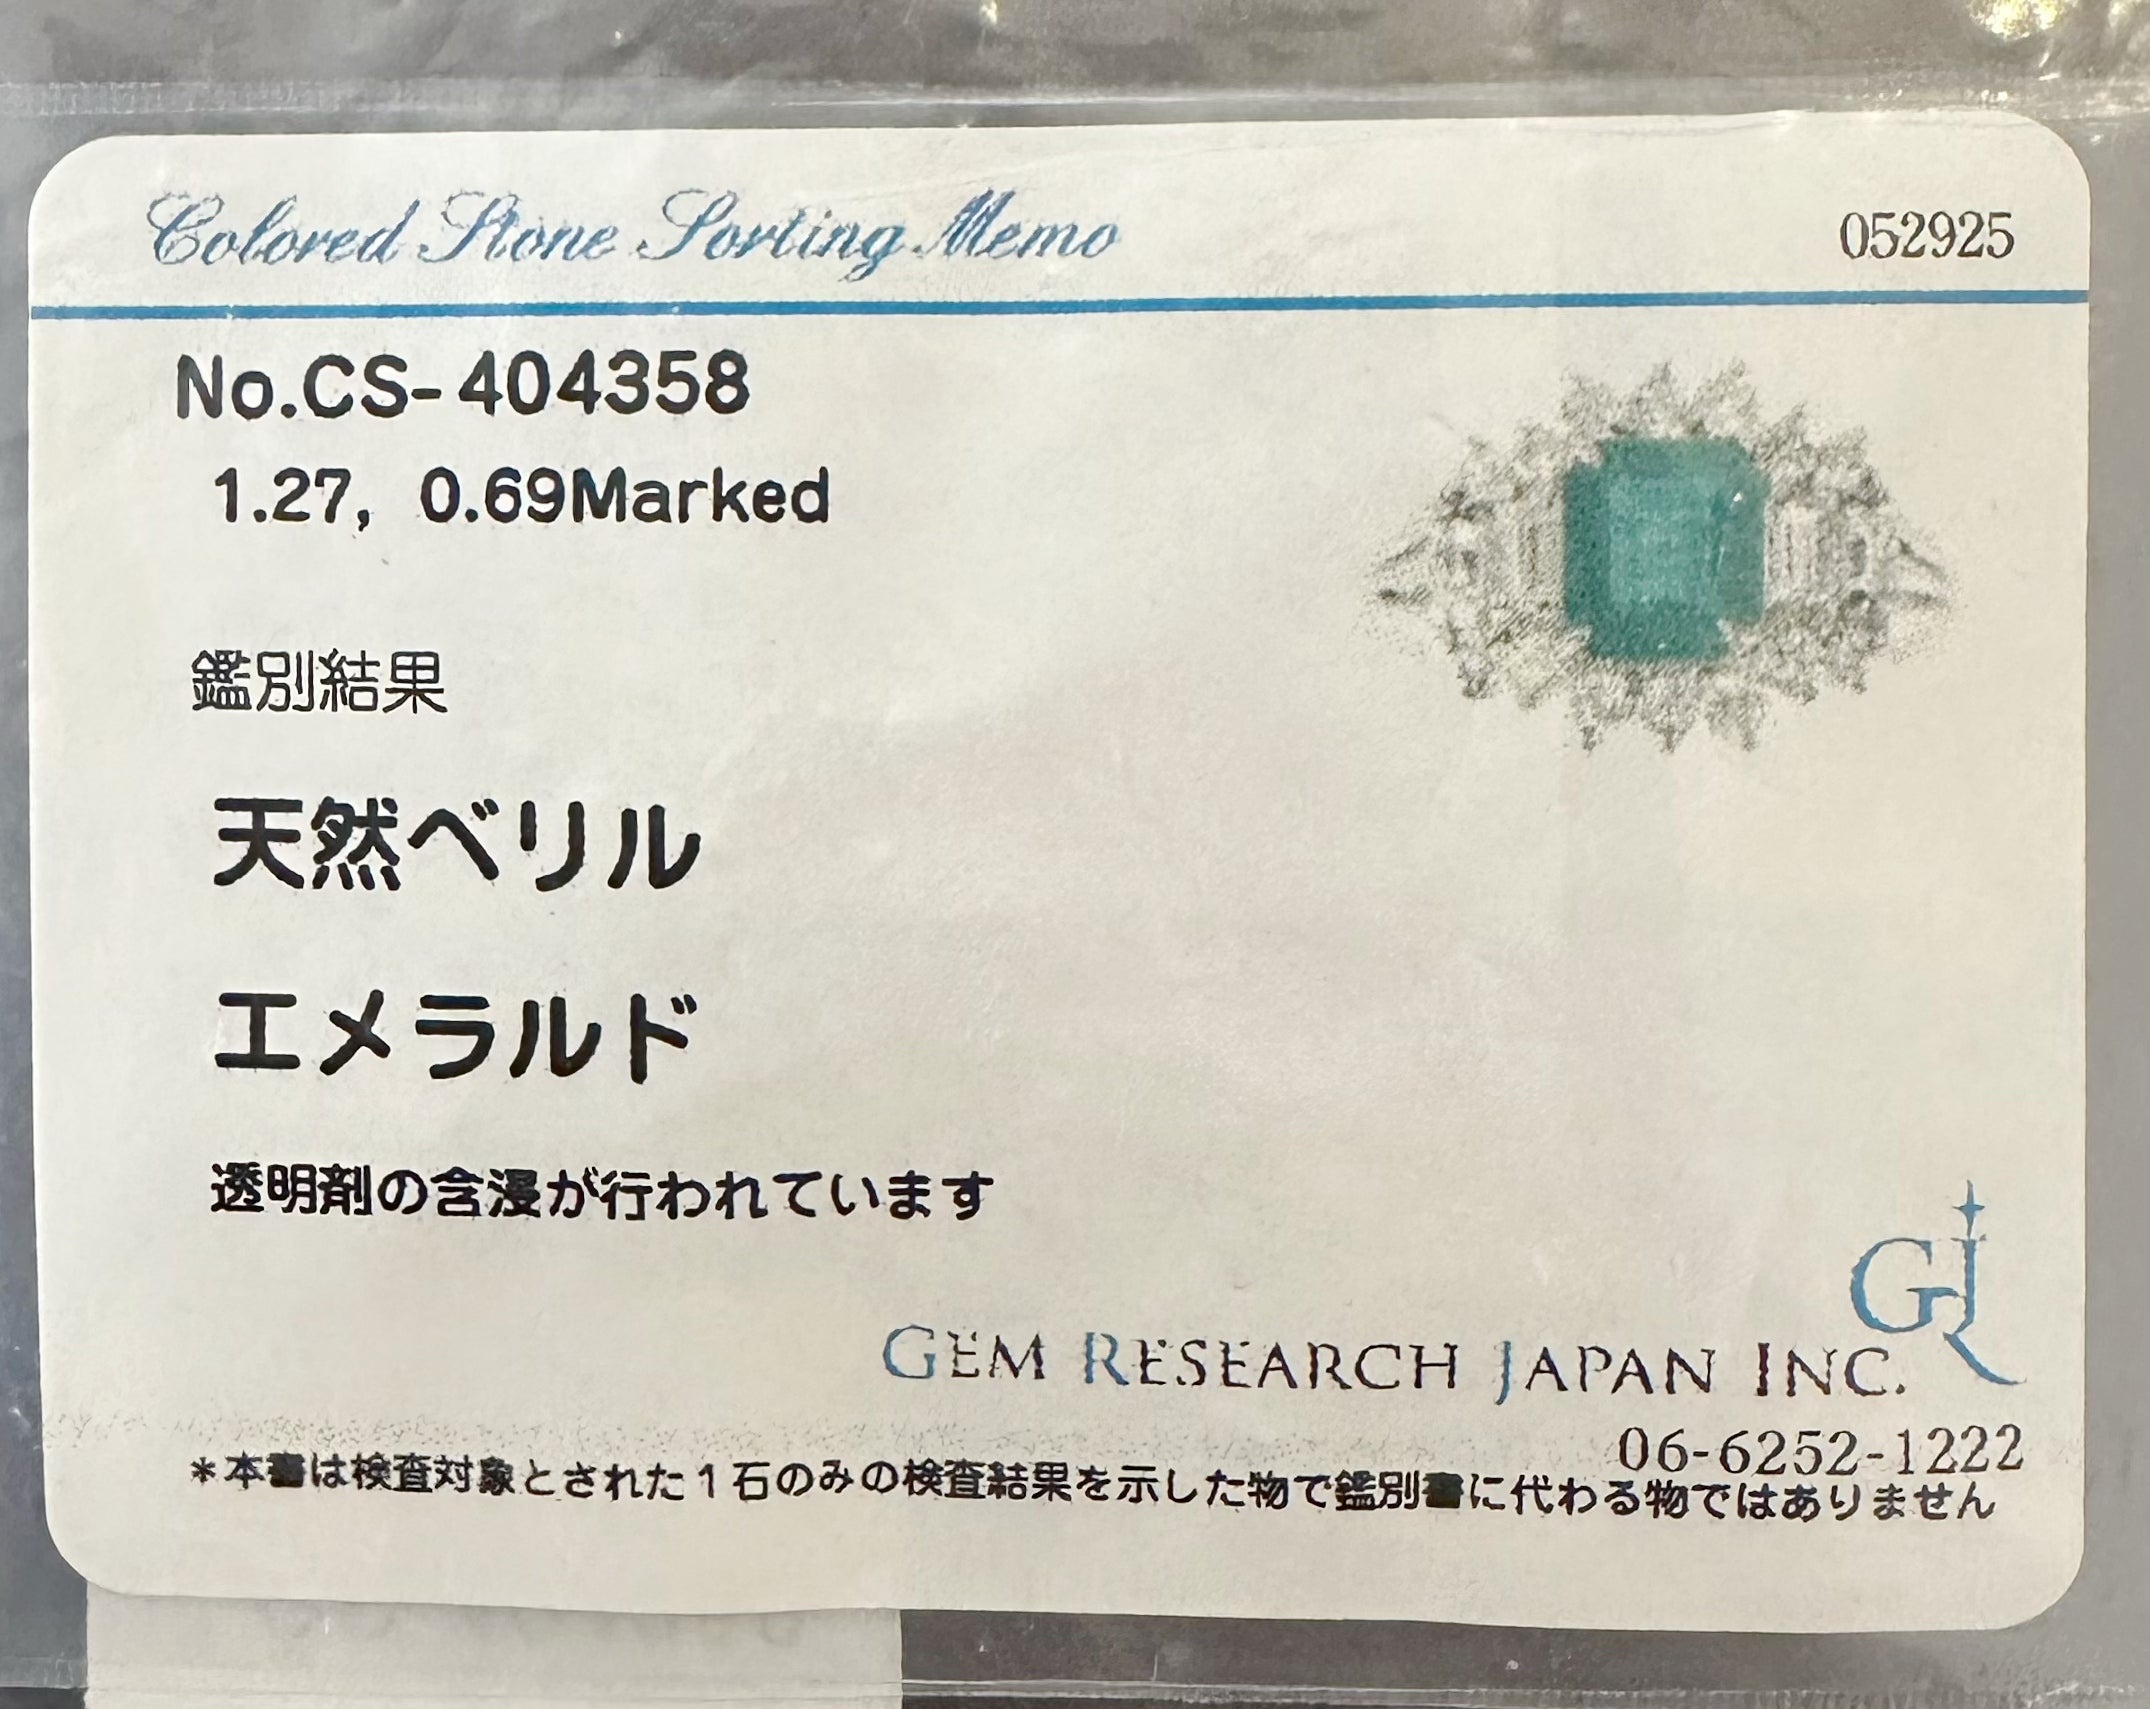 Colored Stone Sorting Memo
052925
No.CS-404358
1.27, 0.69Marked
鑑別結果
天然ベリル
エメラルド
透明剤の含浸が行われています
GEM RESEARCH JAPAN INC.
06-6252-1222
*本書は検査対象とされた1石のみの検査結果を示した物で鑑別書に代わる物ではありません